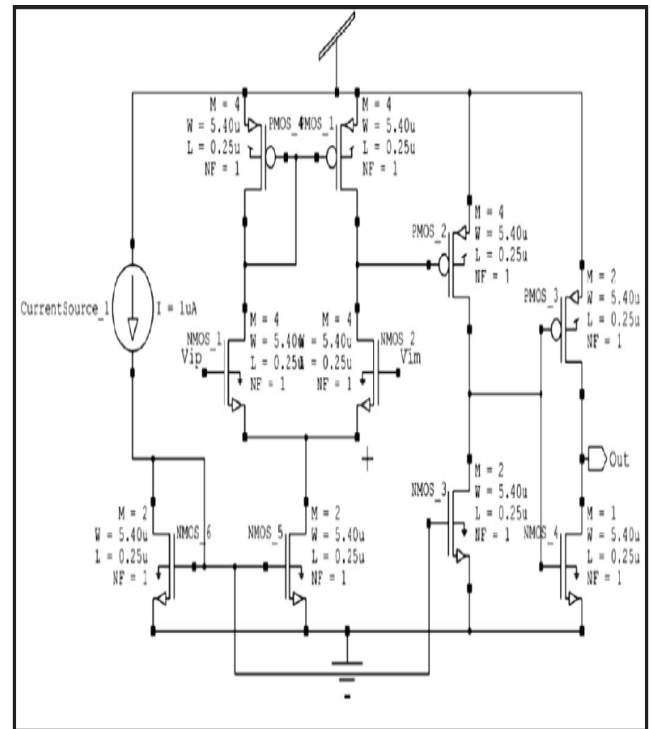 M = 4
W = 5.40u
L = 0.25u
NF = 1
PMOS_4
PMOS_1
M = 4
W = 5.40u
L = 0.25u
NF = 1
PMOS_2
M = 4
W = 5.40u
L = 0.25u
NF = 1
PMOS_3
M = 2
W = 5.40u
L = 0.25u
NF = 1
CurrentSource_1
I = 1uA
NMOS_1
Vip
M = 4
W = 5.40u
L = 0.25u
NF = 1
M = 4
W = 5.40u
L = 0.25u
NF = 1
NMOS_2
Vim
Out
M = 2
W = 5.40u
L = 0.25u
NF = 1
NMOS_6
NMOS_5
M = 2
W = 5.40u
L = 0.25u
NF = 1
NMOS_3
M = 2
W = 5.40u
L = 0.25u
NF = 1
NMOS_4
M = 1
W = 5.40u
L = 0.25u
NF = 1